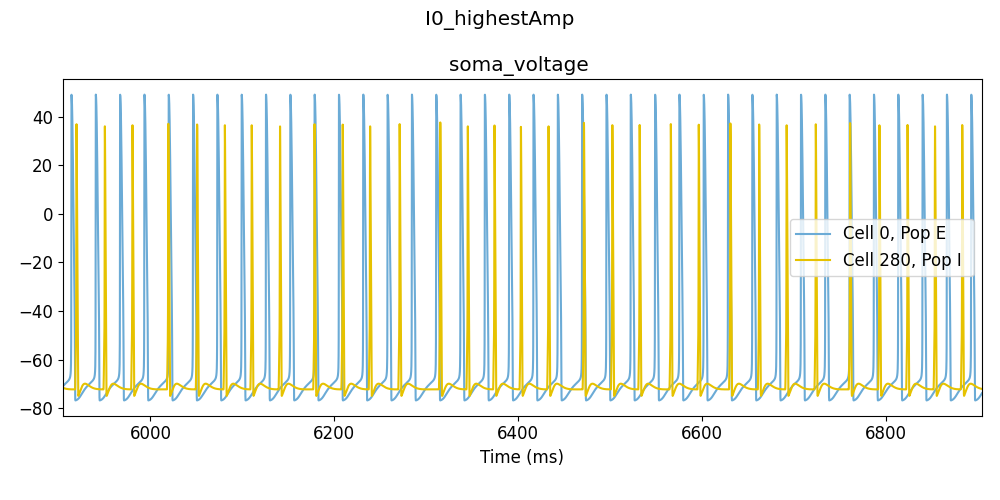 I0_highestAmp
soma_voltage
40
20
0
−20
−40
−60
−80
Cell 0, Pop E
Cell 280, Pop I
6000
6200
6400
6600
6800
Time (ms)